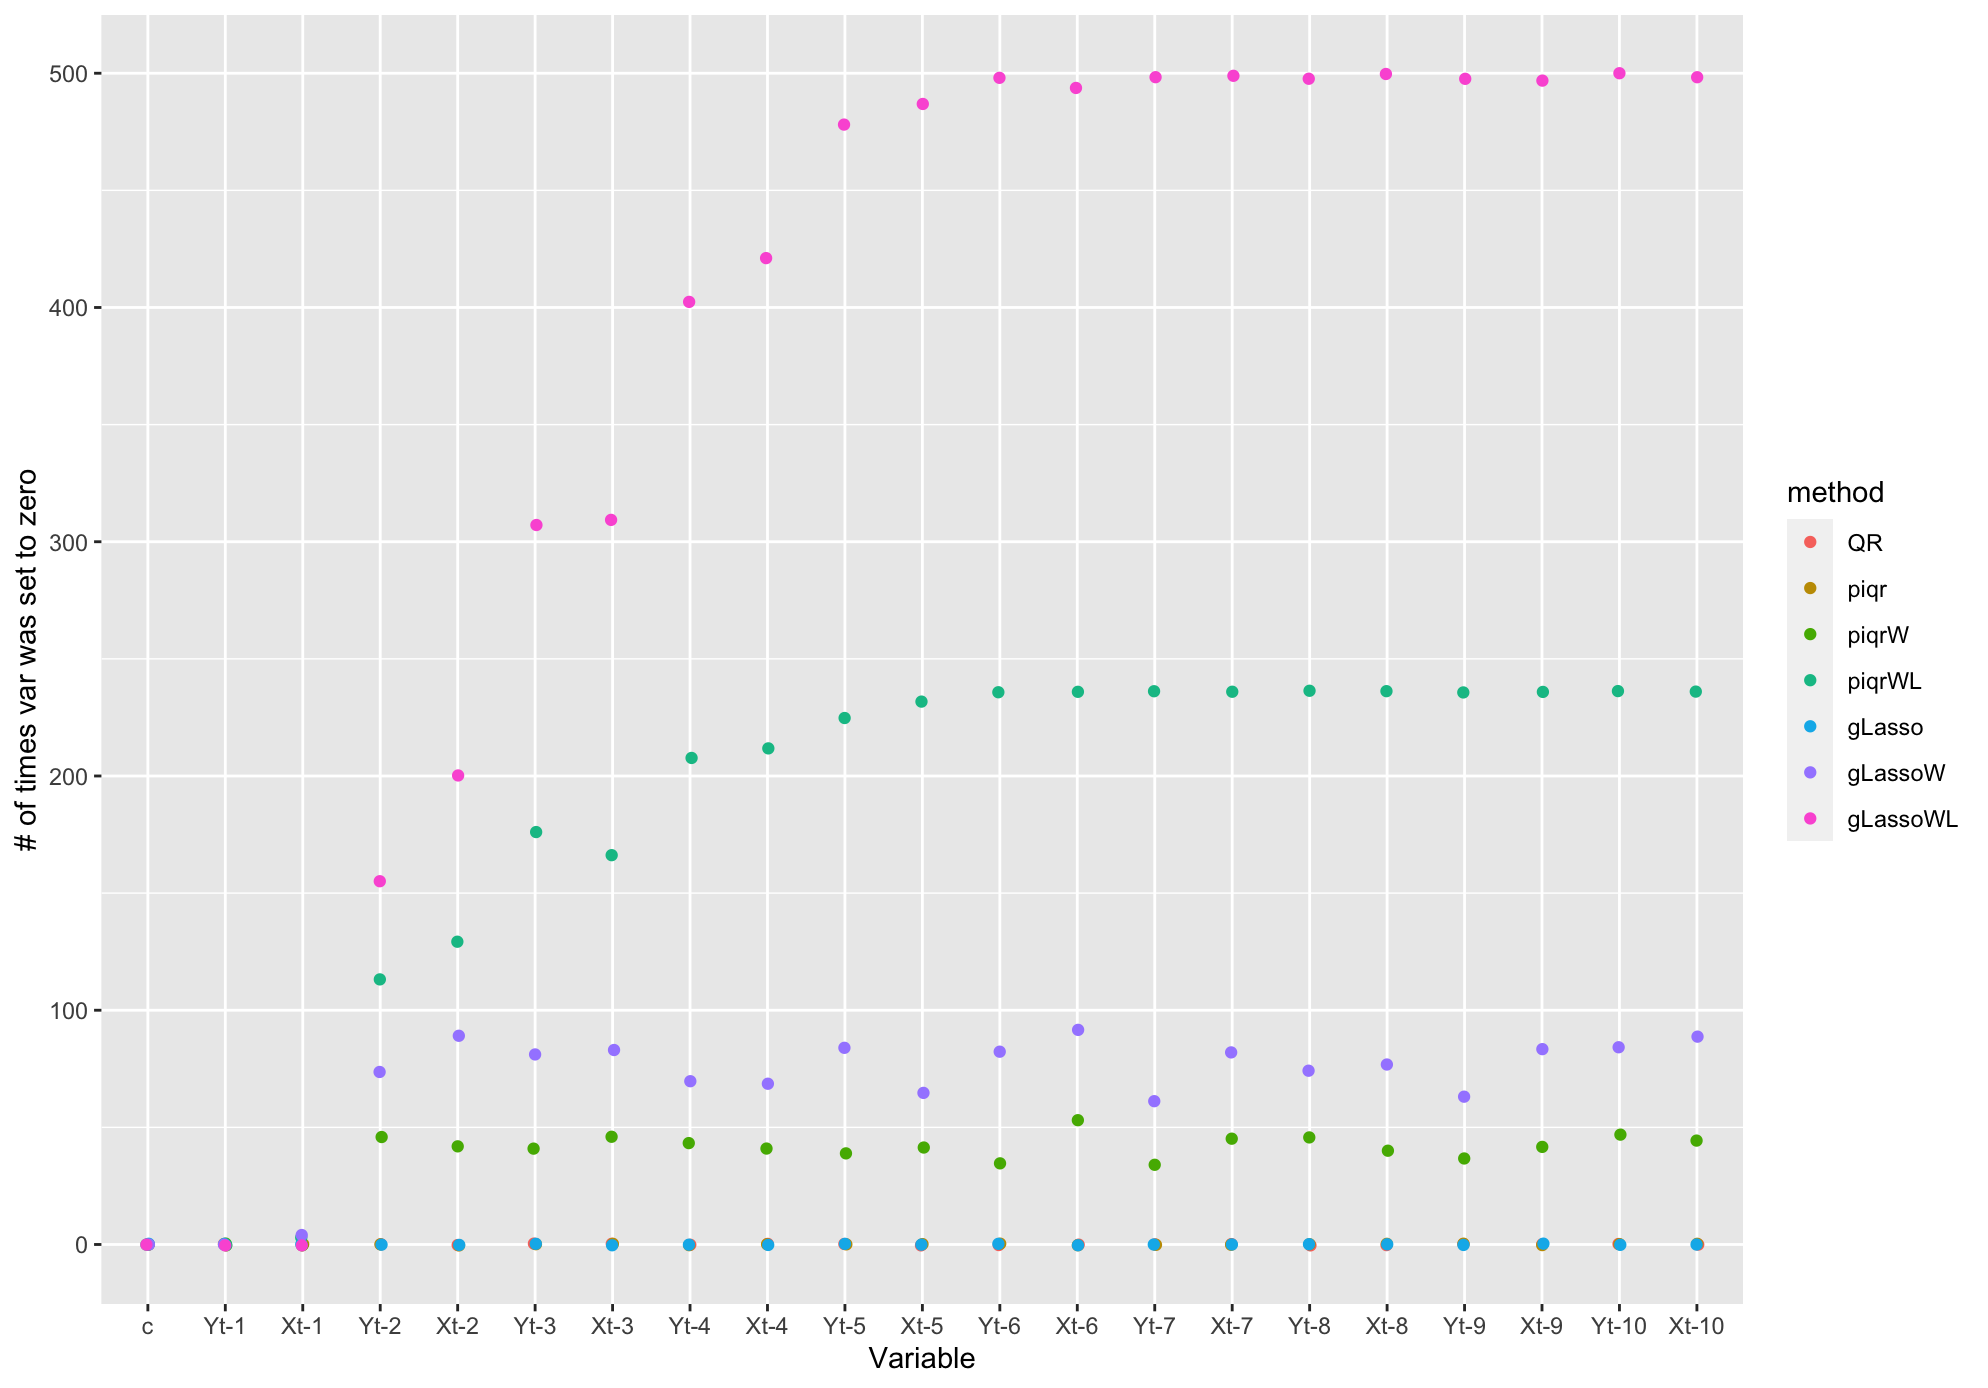 500
400
300
200
100
0
# of times var was set to zero
c Yt-1 Xt-1 Yt-2 Xt-2 Yt-3 Xt-3 Yt-4 Xt-4 Yt-5 Xt-5 Yt-6 Xt-6 Yt-7 Xt-7 Yt-8 Xt-8 Yt-9 Xt-9 Yt-10 Xt-10
Variable
method
QR
piqr
piqrW
piqrWL
gLasso
gLassoW
gLassoWL